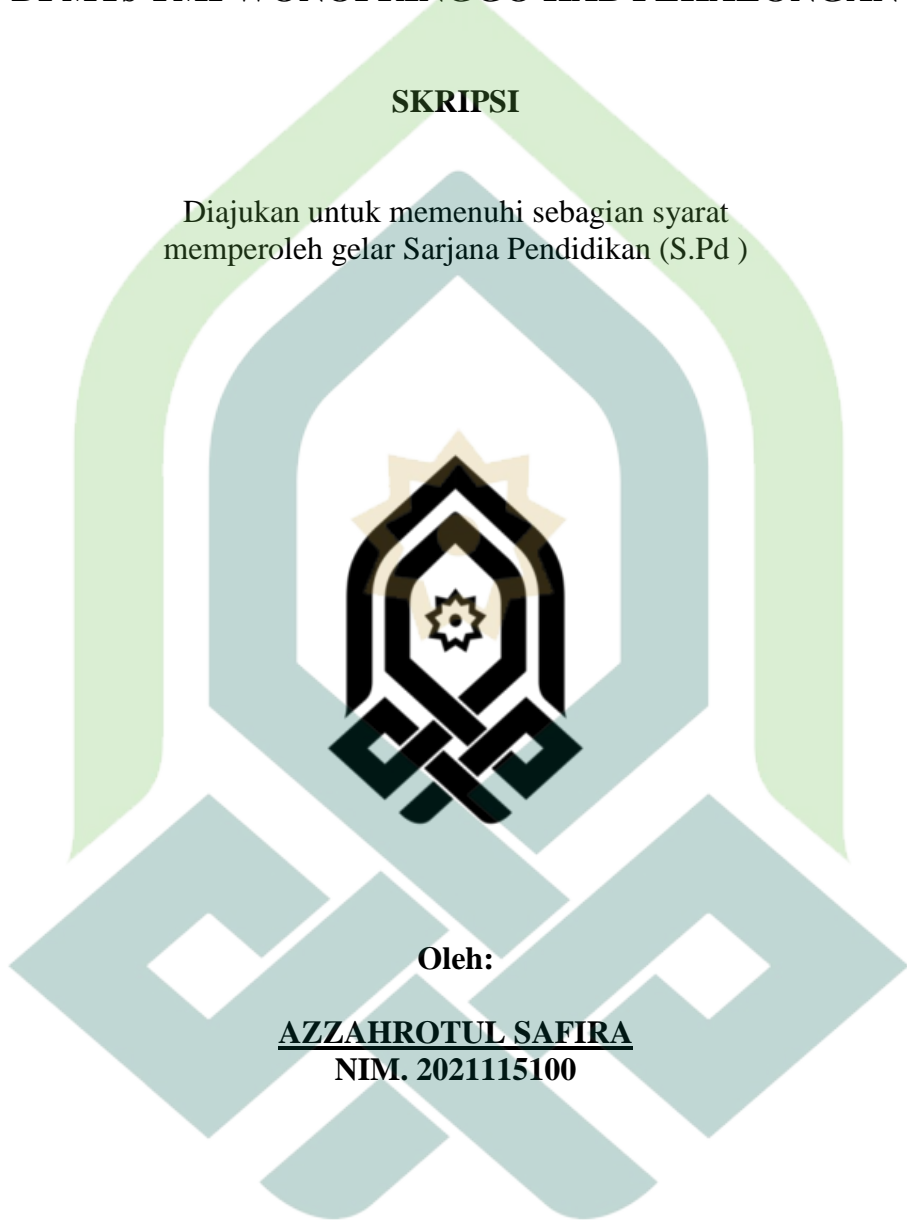 SKRIPSI
Diajukan untuk memenuhi sebagian syarat
memperoleh gelar Sarjana Pendidikan (S.Pd )
Oleh:
AZZAHROTUL SAFIRA
NIM. 2021115100